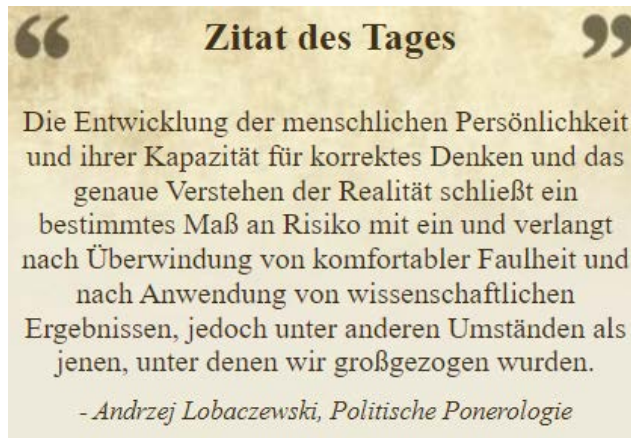 “ Zitat des Tages ”
Die Entwicklung der menschlichen Persönlichkeit
und ihrer Kapazität für korrektes Denken und das
genaue Verstehen der Realität schließt ein
bestimmtes Maß an Risiko mit ein und verlangt
nach Überwindung von komfortabler Faulheit und
nach Anwendung von wissenschaftlichen
Ergebnissen, jedoch unter anderen Umständen als
jenen, unter denen wir großgezogen wurden.
- Andrzej Lobaczewski, Politische Ponerologie